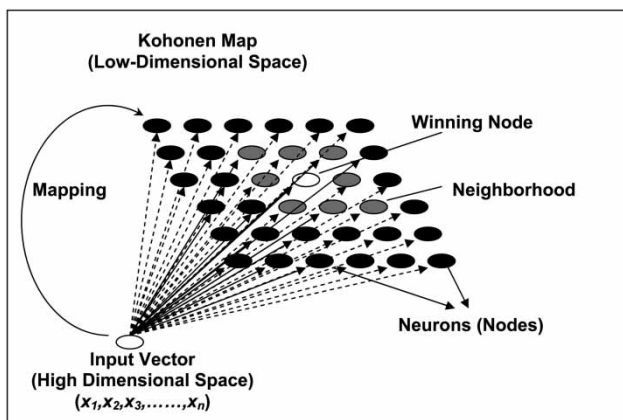 Kohonen Map
(Low-Dimensional Space)
Winning Node
Mapping
Neighborhood
Neurons (Nodes)
Input Vector
(High Dimensional Space)
(x₁,x₂,x₃,......,xₙ)